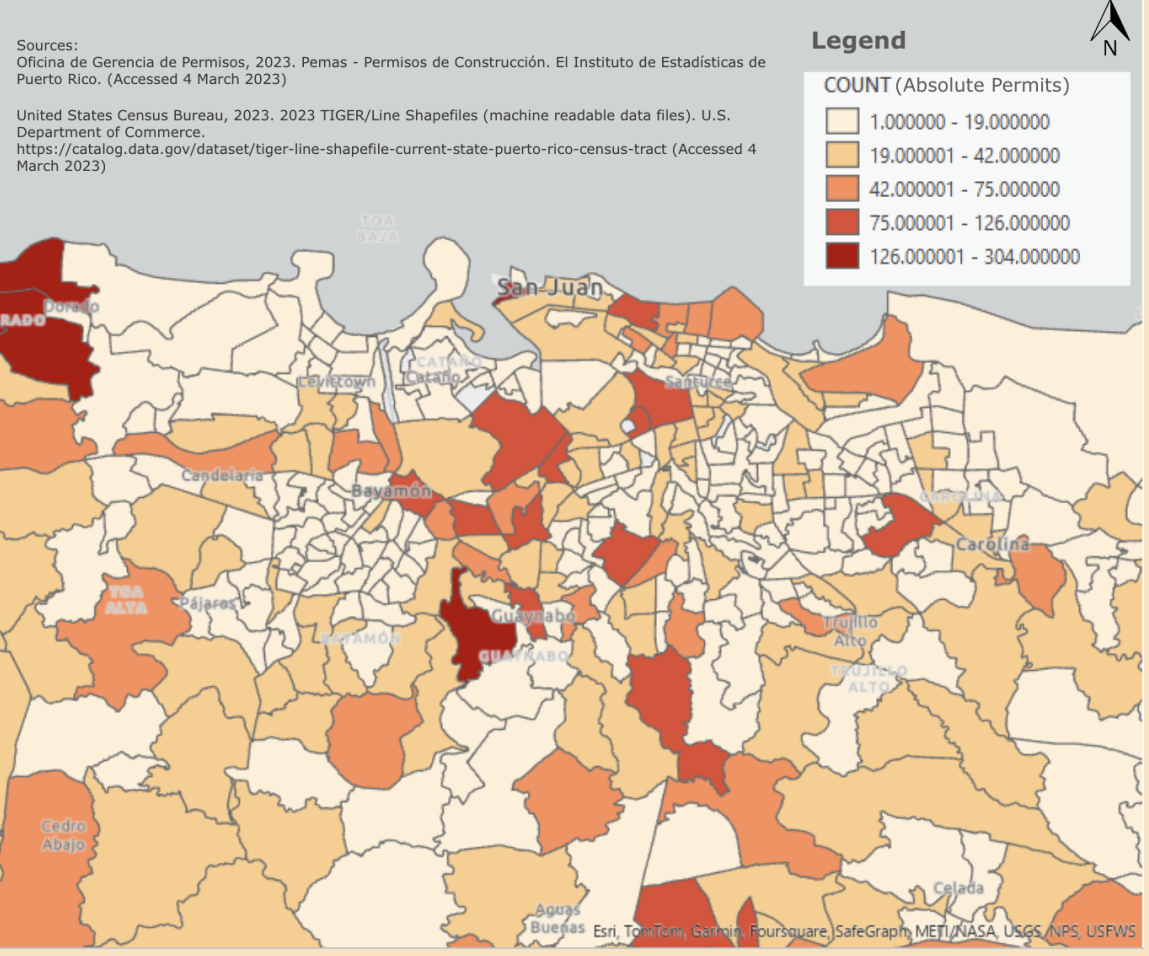 Sources:
Oficina de Gerencia de Permisos, 2023. Pemas - Permisos de Construcción. El Instituto de Estadísticas de
Puerto Rico. (Accessed 4 March 2023)
United States Census Bureau, 2023. 2023 TIGER/Line Shapefiles (machine readable data files). U.S.
Department of Commerce.
https://catalog.data.gov/dataset/tiger-line-shapefile-current-state-puerto-rico-census-tract (Accessed 4
March 2023)
Legend
N
COUNT (Absolute Permits)
1.000000 - 19.000000
19.000001 - 42.000000
42.000001 - 75.000000
75.000001 - 126.000000
126.000001 - 304.000000
TOA
BAJA
San Juan
Dorado
RADO
CATAÑO
Cataño
Levittown
Santurce
Candelaria
Bayamón
CAROLINA
Carolina
TOA
ALTA
Pájaros
Guaynabo
Trujillo
Alto
BAYAMÓN
GUAYNABO
TRUJILLO
ALTO
Cedro
Abajo
Celada
Aguas
Buenas
Esri, TomTom, Garmin, Foursquare, SafeGraph, METI/NASA, USGS, NPS, USFWS